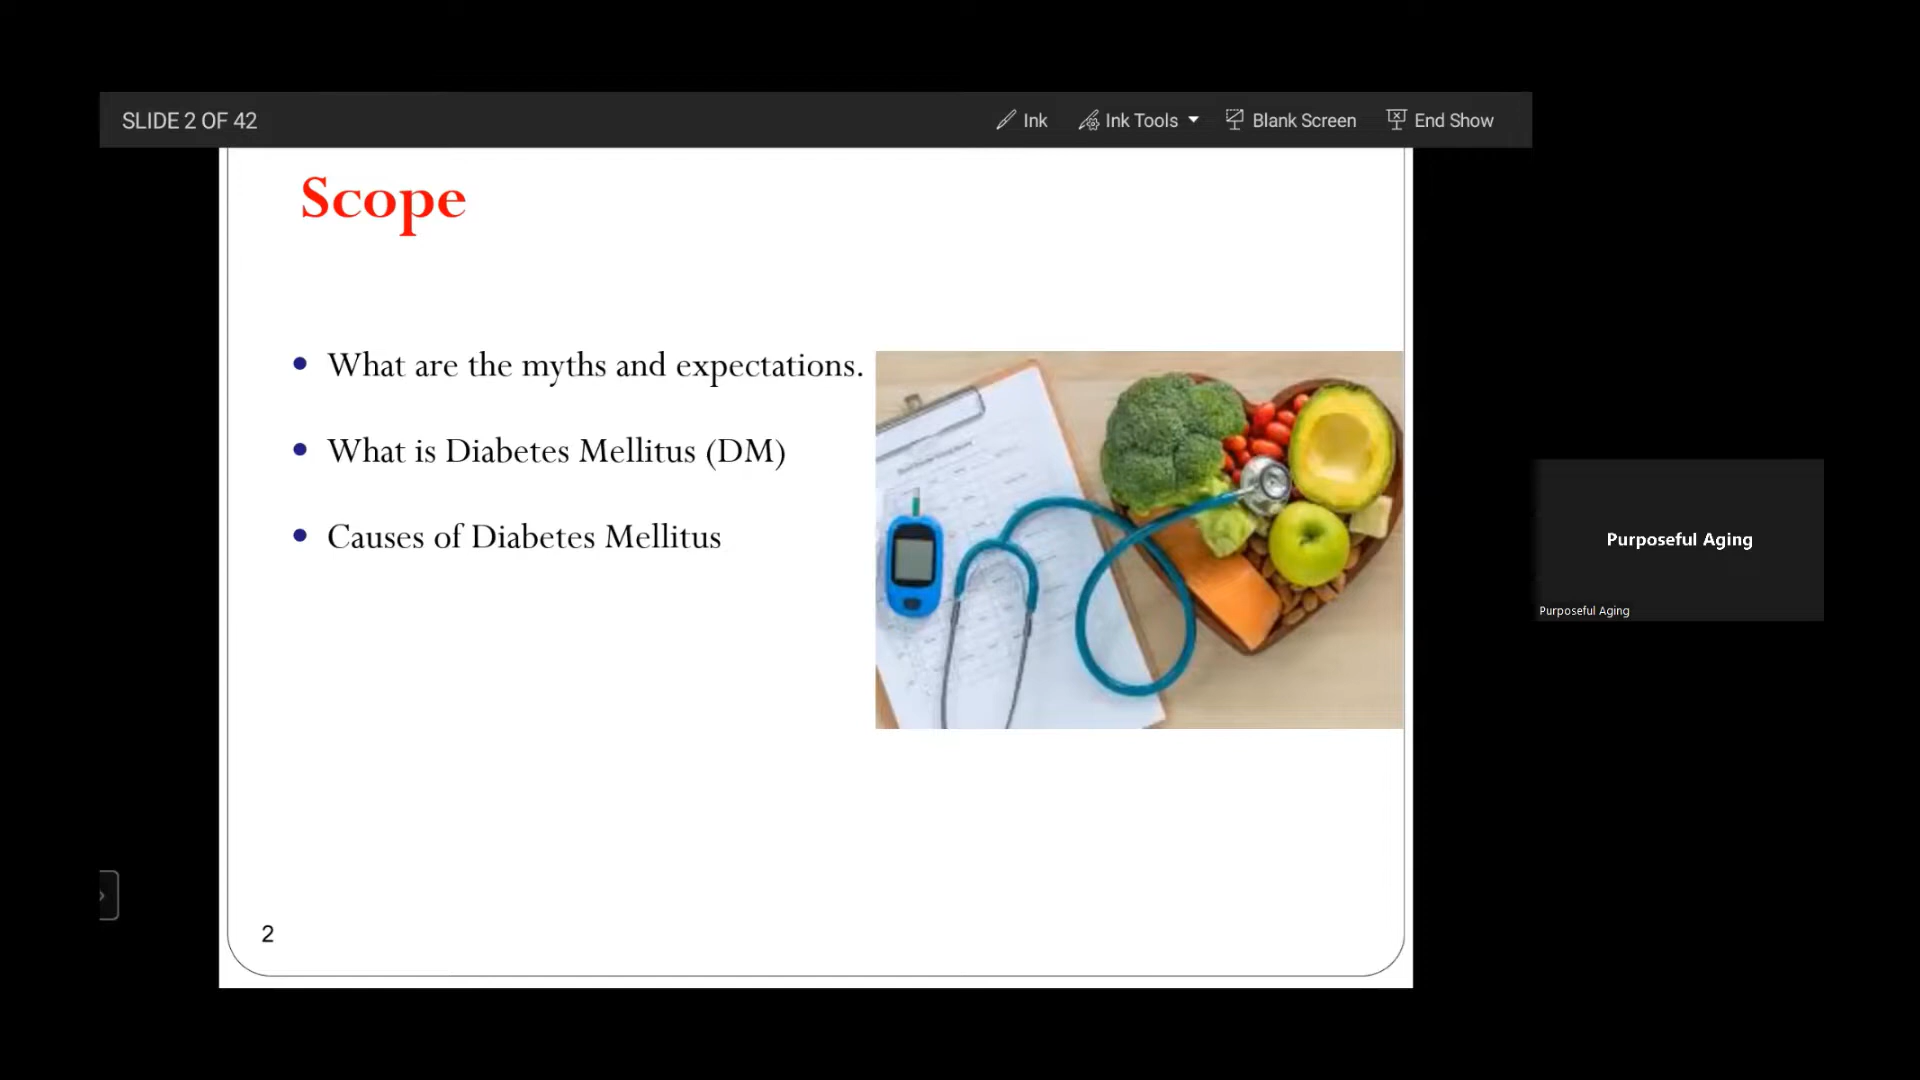 SLIDE 2 OF 42
Ink
Ink Tools
Blank Screen
End Show
Scope
• What are the myths and expectations.
• What is Diabetes Mellitus (DM)
• Causes of Diabetes Mellitus
2
Purposeful Aging
Purposeful Aging